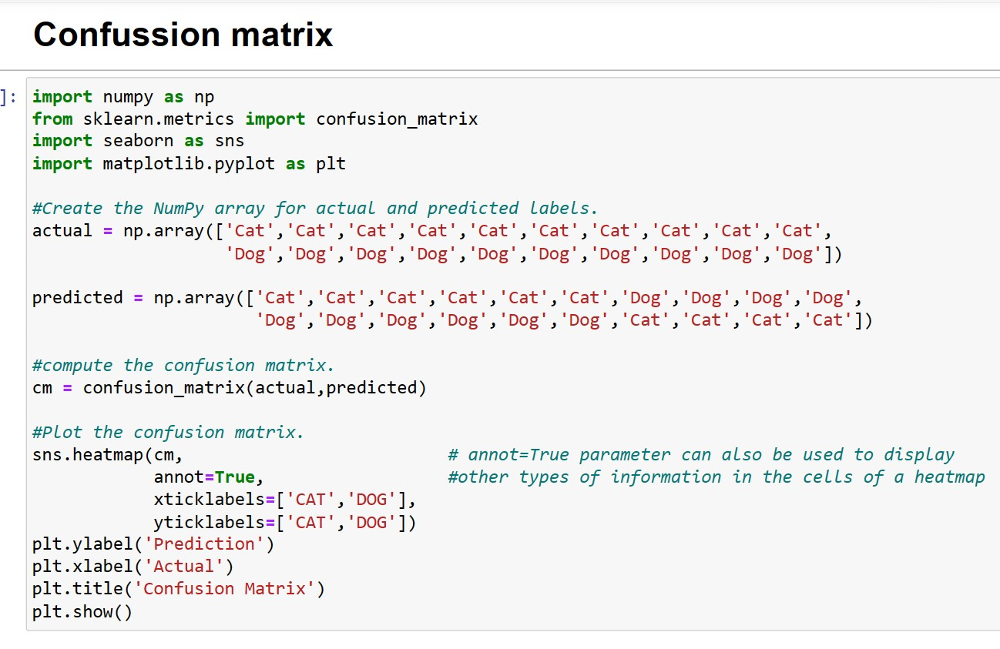 Confussion matrix
]:
import numpy as np
from sklearn.metrics import confusion_matrix
import seaborn as sns
import matplotlib.pyplot as plt
#Create the NumPy array for actual and predicted labels.
actual = np.array(['Cat','Cat','Cat','Cat','Cat','Cat','Cat','Cat','Cat','Cat',
'Dog','Dog','Dog','Dog','Dog','Dog','Dog','Dog','Dog','Dog'])
predicted = np.array(['Cat','Cat','Cat','Cat','Cat','Cat','Dog','Dog','Dog','Dog',
'Dog','Dog','Dog','Dog','Dog','Dog','Cat','Cat','Cat','Cat'])
#compute the confusion matrix.
cm = confusion_matrix(actual,predicted)
#Plot the confusion matrix.
sns.heatmap(cm, # annot=True parameter can also be used to display
annot=True, #other types of information in the cells of a heatmap
xticklabels=['CAT','DOG'],
yticklabels=['CAT','DOG'])
plt.ylabel('Prediction')
plt.xlabel('Actual')
plt.title('Confusion Matrix')
plt.show()